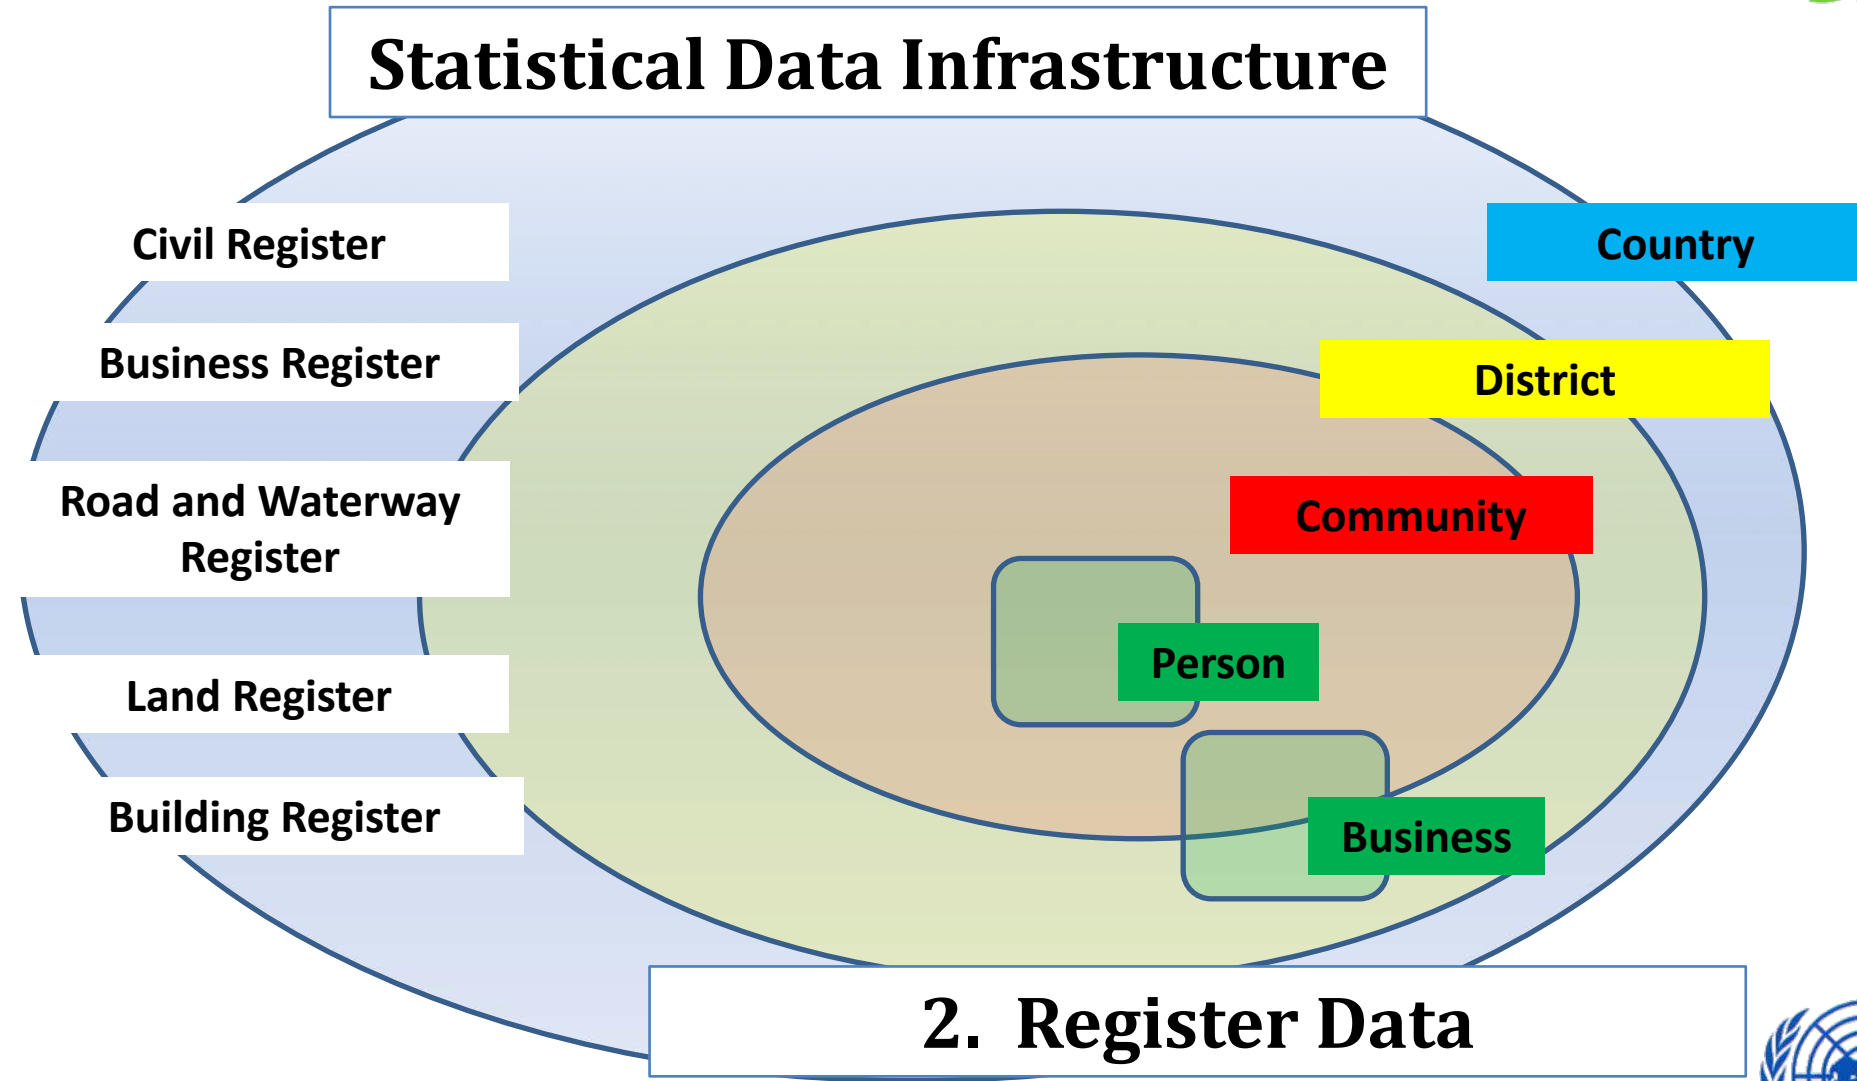 Statistical Data Infrastructure
Civil Register
Country
Business Register
District
Road and Waterway
Register
Community
Person
Land Register
Building Register
Business
2. Register Data